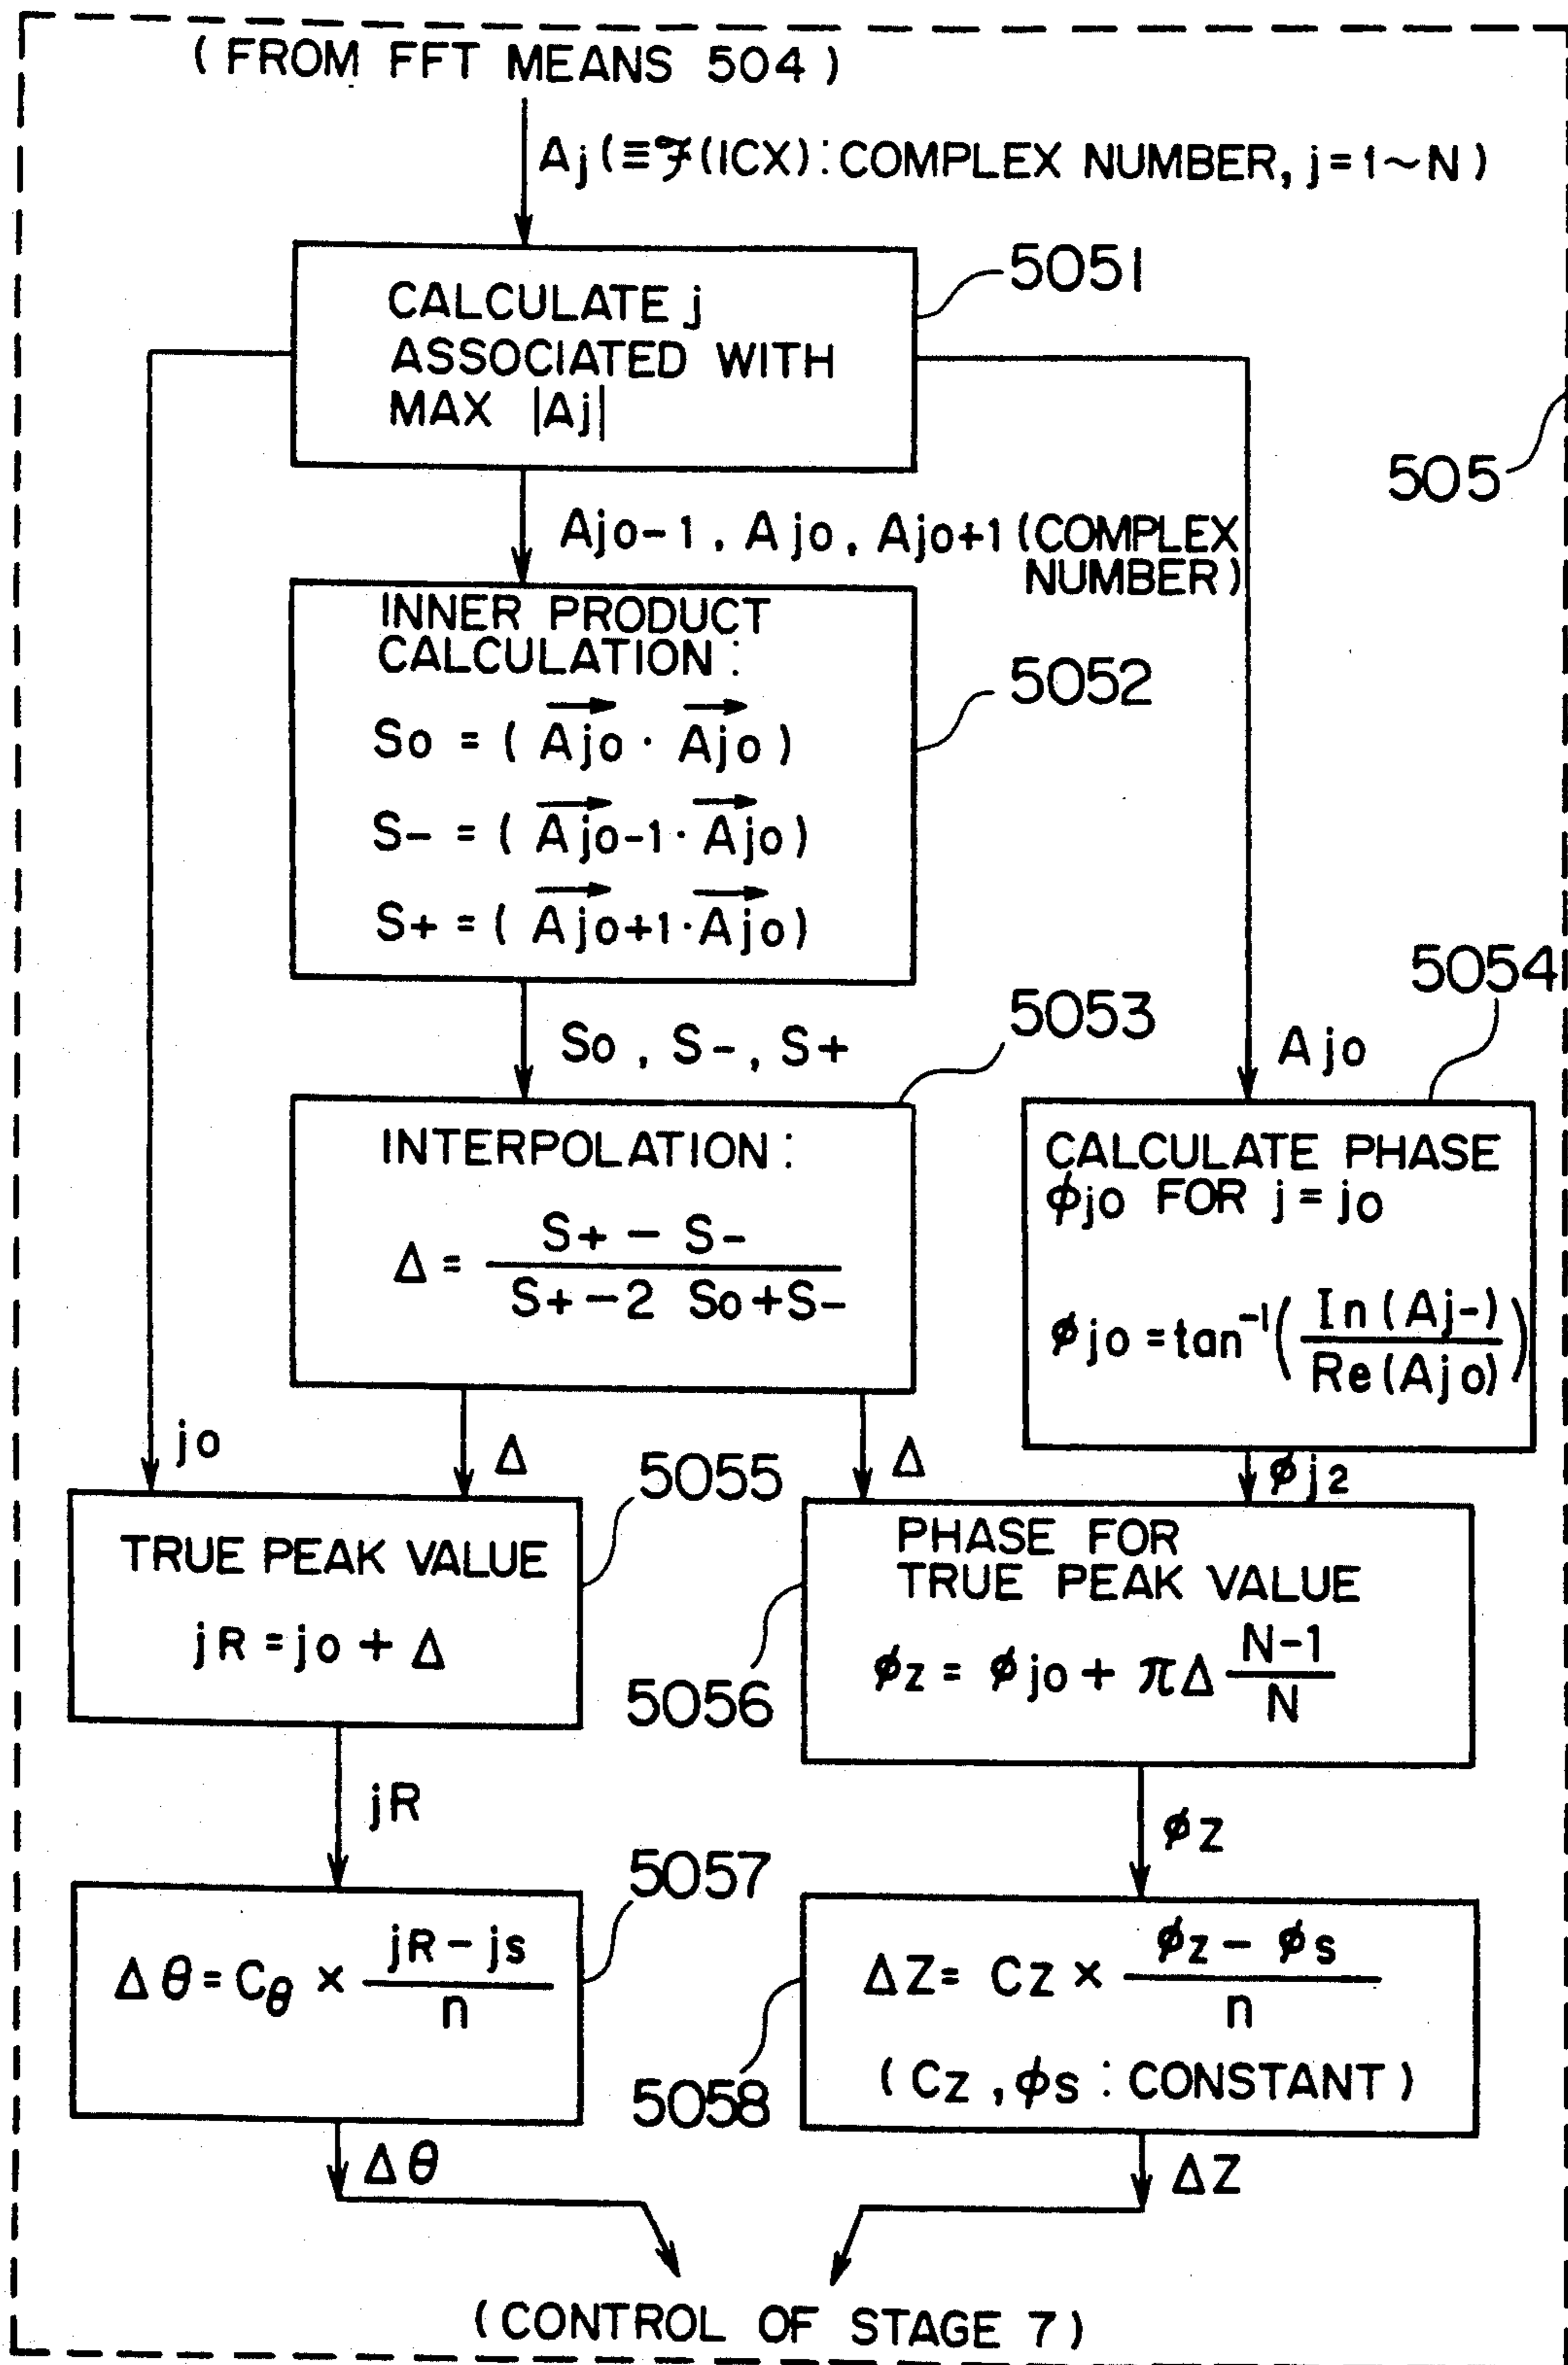 (FROM FFT MEANS 504)
Aj (≡ℱ(ICX):COMPLEX NUMBER, j=1~N)
5051
CALCULATE j
ASSOCIATED WITH
MAX |Aj|
505
Ajo-1, Ajo, Ajo+1 (COMPLEX
NUMBER)
5052
INNER PRODUCT
CALCULATION:
So = (Ajo · Ajo)
S- = (Ajo-1 · Ajo)
S+ = (Ajo+1 · Ajo)
So, S-, S+
5053
5054
Ajo
INTERPOLATION:
S+ - S-
Δ =
S+ -2 So+S-
CALCULATE PHASE
ϕjo FOR j = jo
ϕjo = tan⁻¹(In (Aj-)
Re (Ajo))
jo
Δ
Δ
ϕj2
5055
TRUE PEAK VALUE
jR = jo + Δ
5056
PHASE FOR
TRUE PEAK VALUE
ϕz = ϕjo + πΔ N-1
N
jR
ϕZ
5057
Δθ = Cθ × jR - js
n
5058
ΔZ = Cz × ϕz - ϕs
n
(Cz, ϕs : CONSTANT)
Δθ
ΔZ
(CONTROL OF STAGE 7)